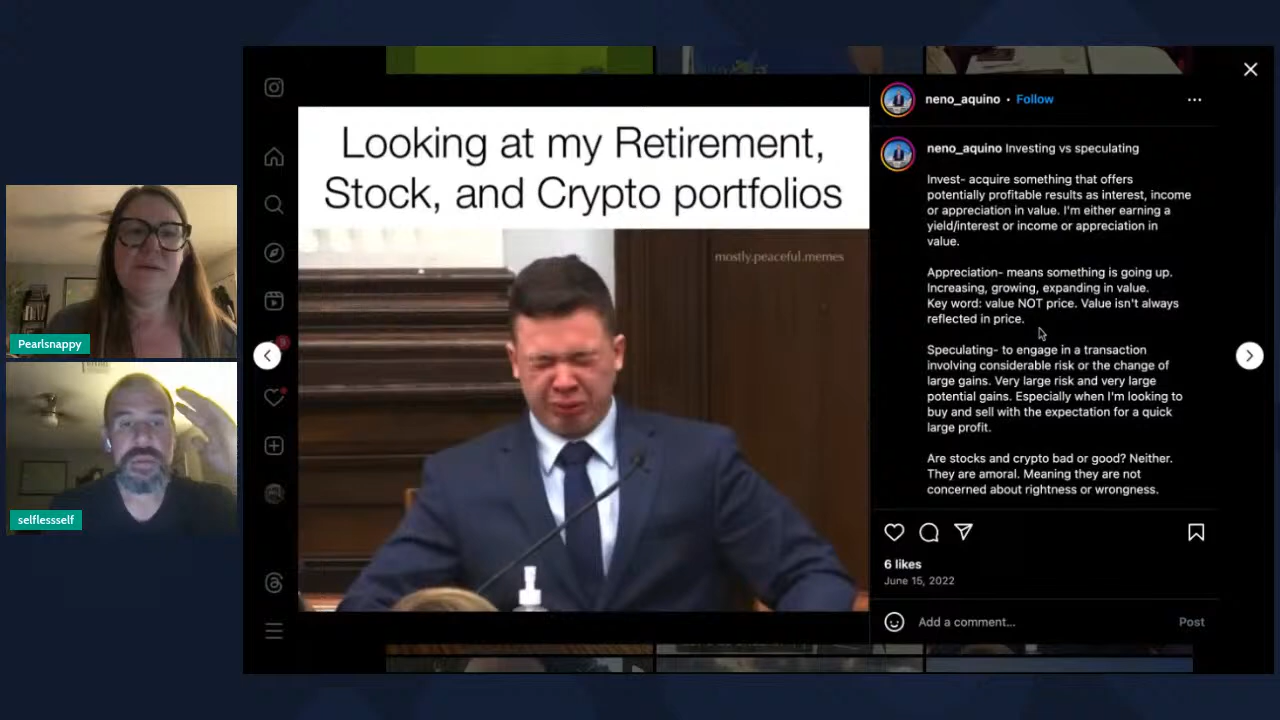 Looking at my Retirement,
Stock, and Crypto portfolios
mostly.peaceful.memes
Pearlsnappy
selflessself
neno_aquino • Follow
neno_aquino Investing vs speculating
Invest- acquire something that offers
potentially profitable results as interest, income
or appreciation in value. I'm either earning a
yield/interest or income or appreciation in
value.
Appreciation- means something is going up.
Increasing, growing, expanding in value.
Key word: value NOT price. Value isn't always
reflected in price.
Speculating- to engage in a transaction
involving considerable risk or the change of
large gains. Very large risk and very large
potential gains. Especially when I'm looking to
buy and sell with the expectation for a quick
large profit.
Are stocks and crypto bad or good? Neither.
They are amoral. Meaning they are not
concerned about rightness or wrongness.
6 likes
June 15, 2022
Add a comment...
Post